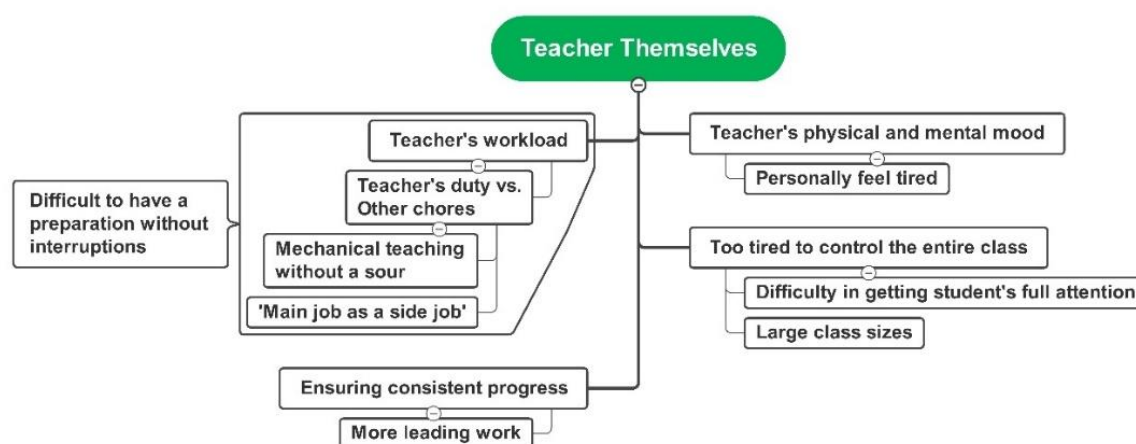 Teacher Themselves
Teacher's workload
Teacher's duty vs.
Other chores
Mechanical teaching
without a sour
'Main job as a side job'
Difficult to have a
preparation without
interruptions
Ensuring consistent progress
More leading work
Teacher's physical and mental mood
Personally feel tired
Too tired to control the entire class
Difficulty in getting student's full attention
Large class sizes